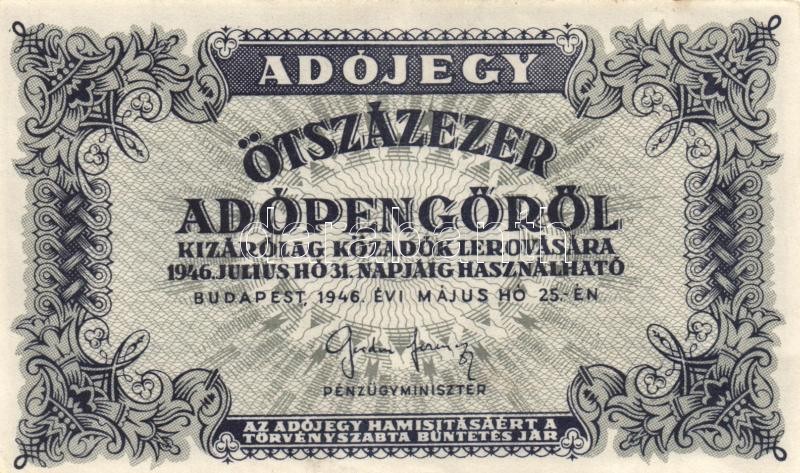 ADÓJEGY
ÖTSZÁZEZER
ADÓPENGŐRŐL
KIZÁRÓLAG KÖZADÓK LEROVÁSÁRA
1946. JULIUS HÓ 31. NAPJÁIG HASZNÁLHATÓ
BUDAPEST, 1946. ÉVI MÁJUS HÓ 25.-ÉN
PÉNZÜGYMINISZTER
AZ ADÓJEGY HAMISITÁSÁÉRT A
TÖRVÉNYSZABTA BÜNTETÉS JÁR